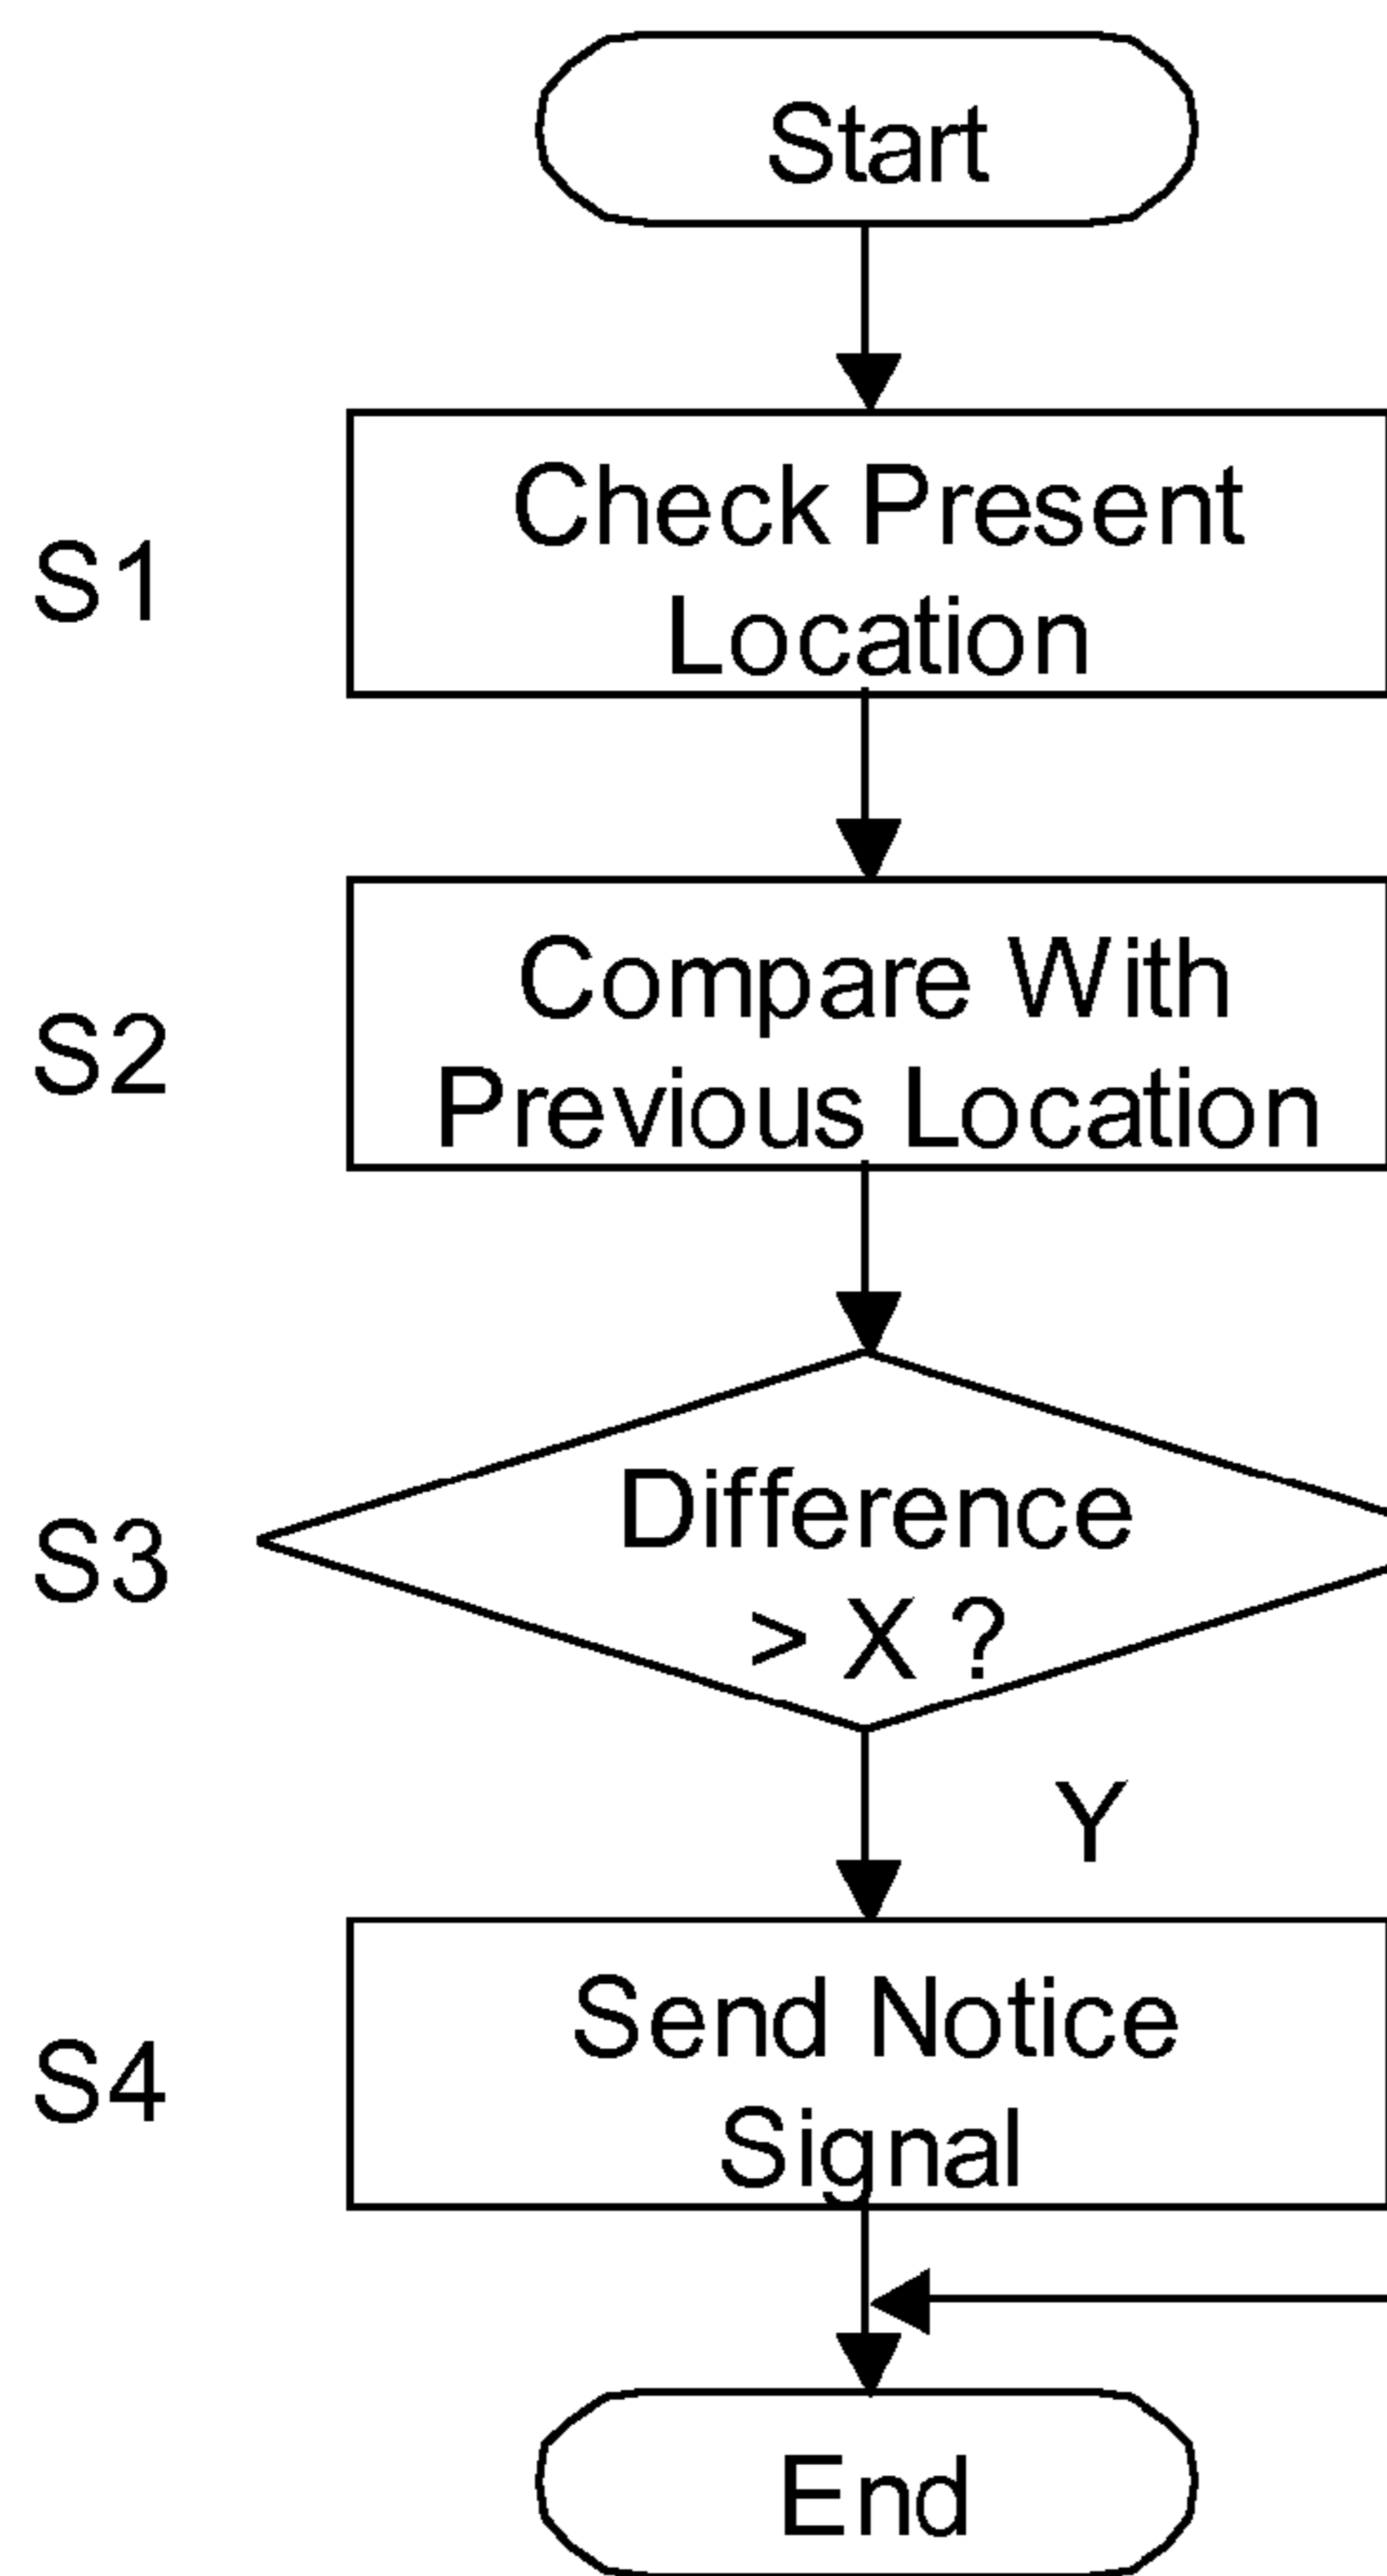 Start
S1
Check Present
Location
S2
Compare With
Previous Location
S3
Difference
> X ?
Y
S4
Send Notice
Signal
End